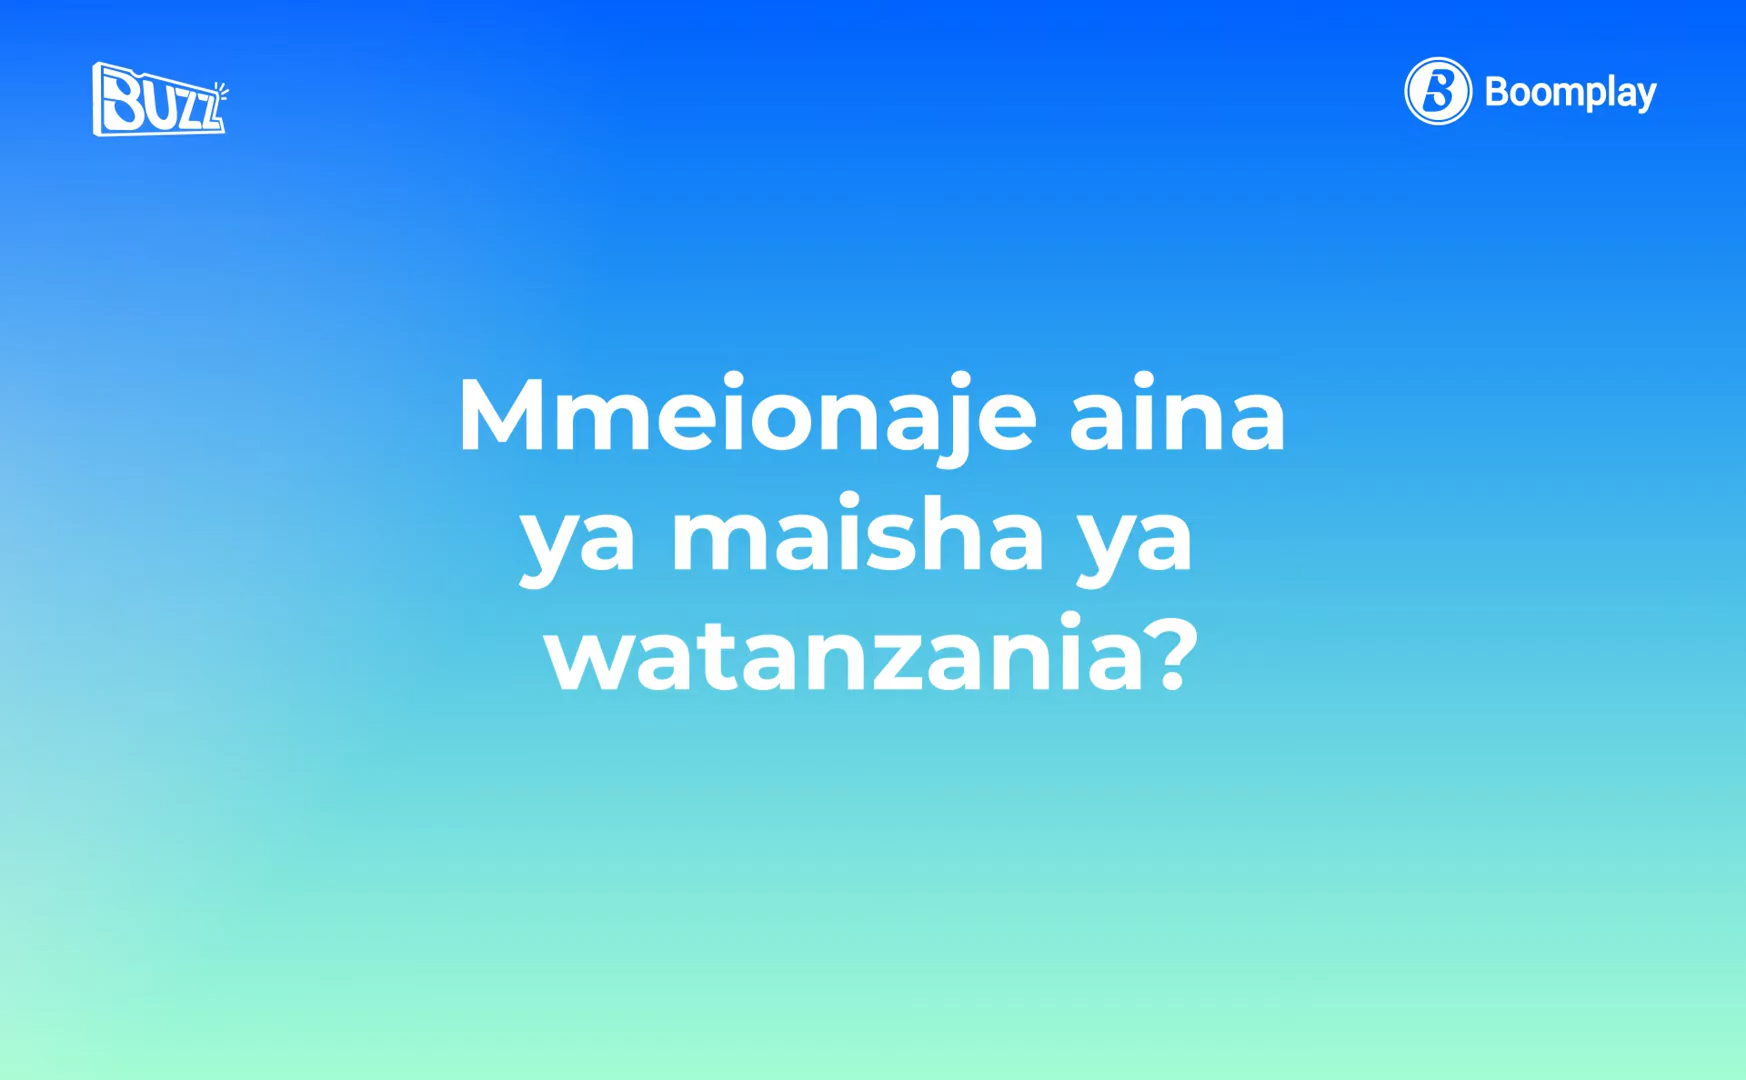 BUZZ
Boomplay
Mmeionaje aina
ya maisha ya
watanzania?